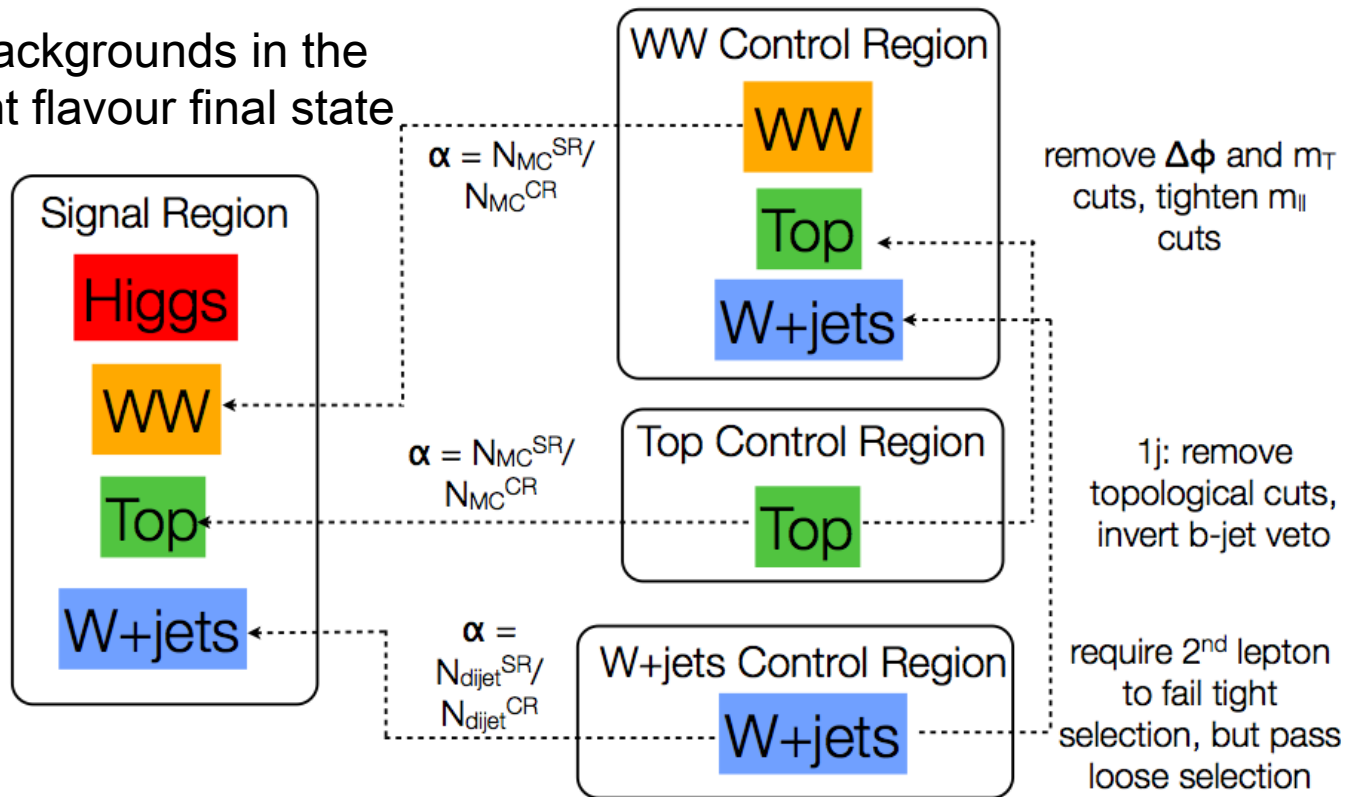 ackgrounds in the
t flavour final state
Signal Region
Higgs
WW
Top
W+jets
α = N_MC^SR/
N_MC^CR
α = N_MC^SR/
N_MC^CR
α =
N_dijet^SR/
N_dijet^CR
WW Control Region
WW
Top
W+jets
Top Control Region
Top
W+jets Control Region
W+jets
remove Δϕ and m_T
cuts, tighten m_ll
cuts
1j: remove
topological cuts,
invert b-jet veto
require 2nd lepton
to fail tight
selection, but pass
loose selection